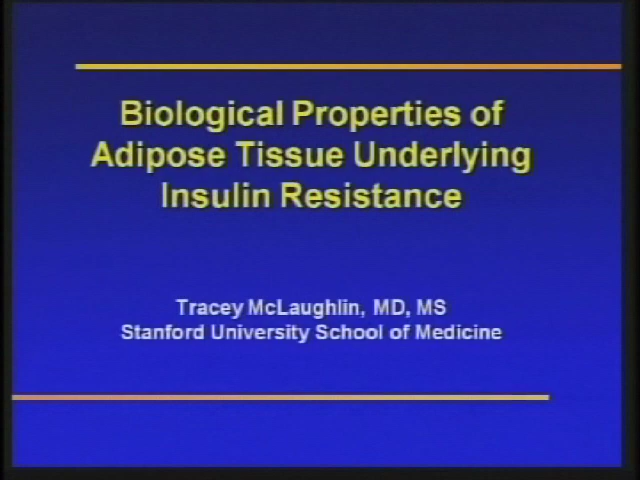 Biological Properties of
Adipose Tissue Underlying
Insulin Resistance
Tracey McLaughlin, MD, MS
Stanford University School of Medicine